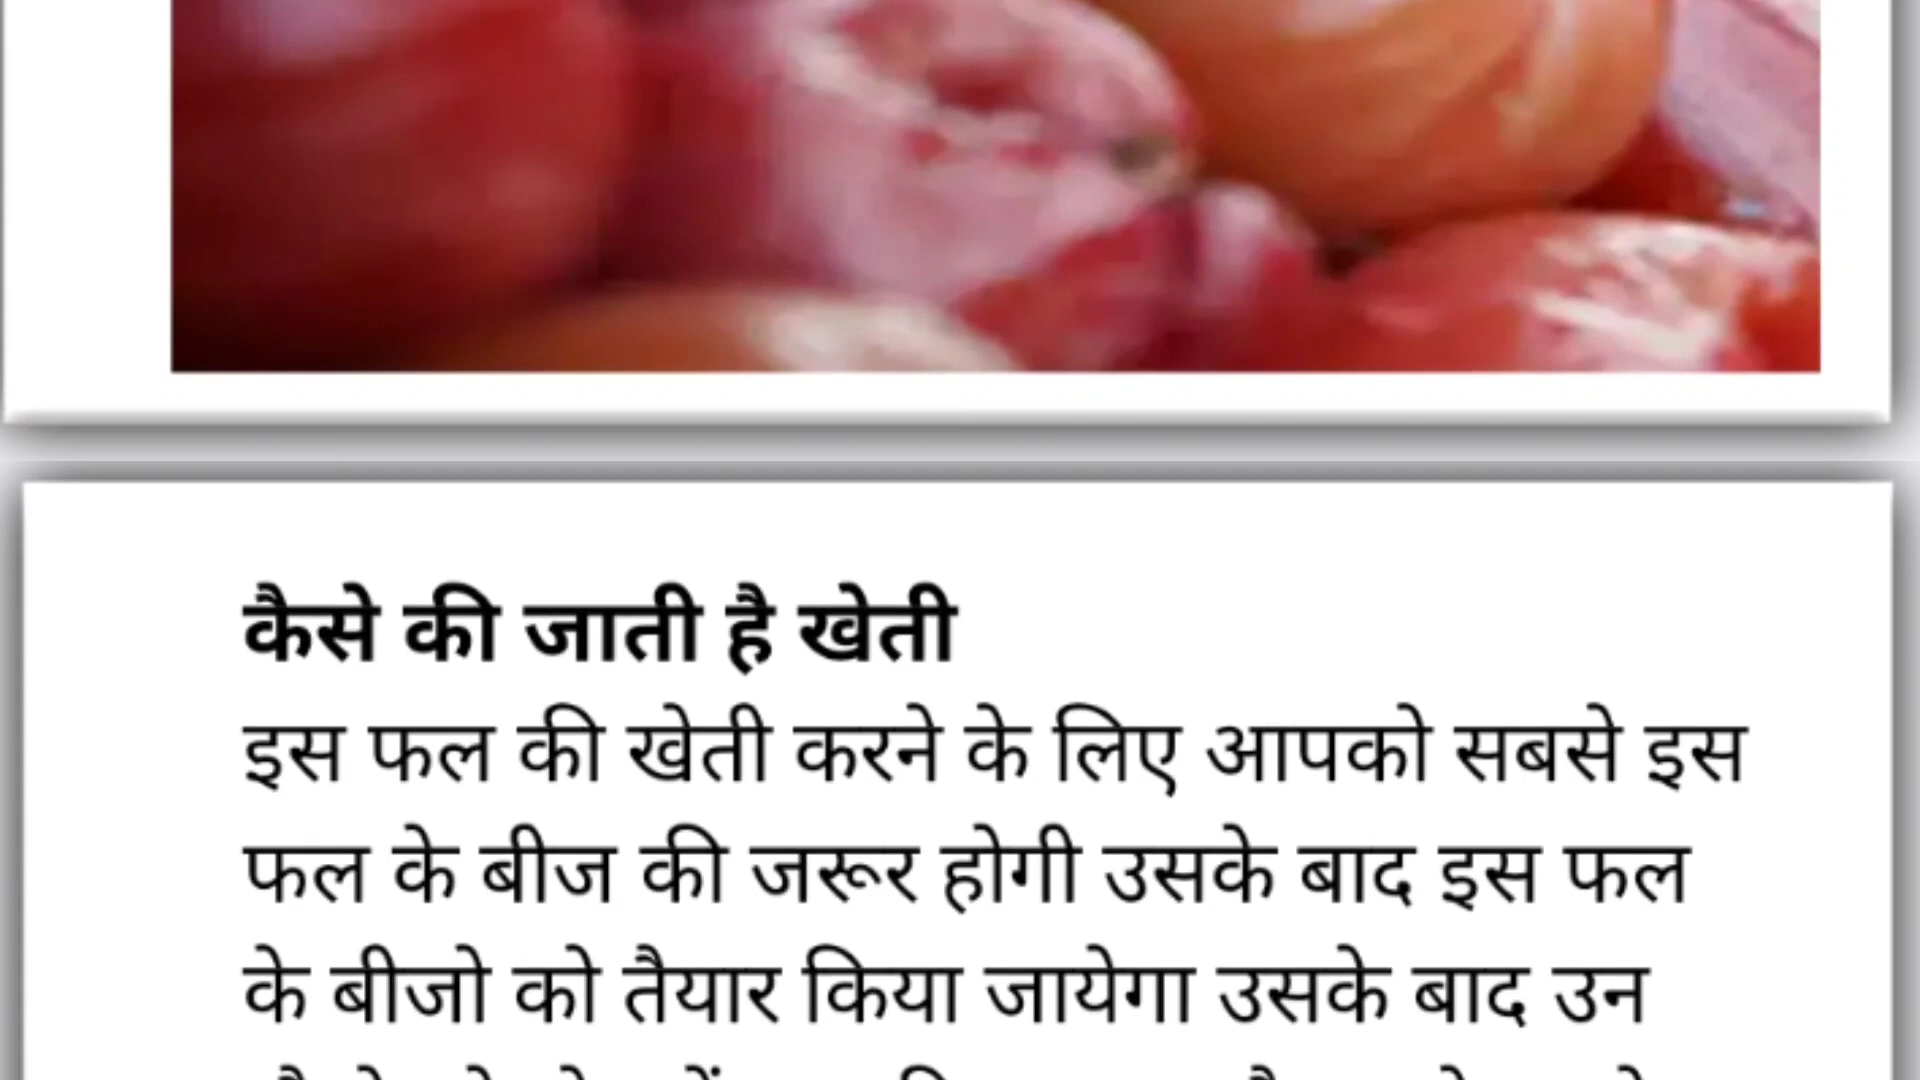 कैसे की जाती है खेती
इस फल की खेती करने के लिए आपको सबसे इस
फल के बीज की जरूर होगी उसके बाद इस फल
के बीजो को तैयार किया जायेगा उसके बाद उन